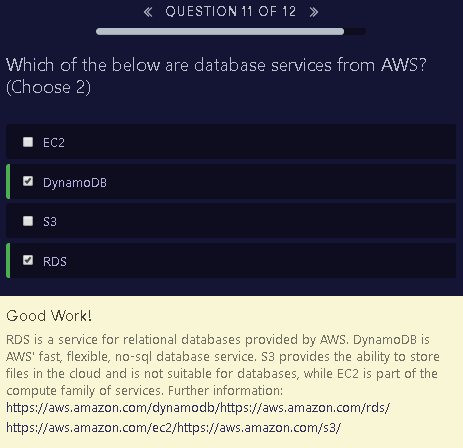 « QUESTION 11 OF 12 »
Which of the below are database services from AWS?
(Choose 2)
EC2
DynamoDB
S3
RDS
Good Work!
RDS is a service for relational databases provided by AWS. DynamoDB is
AWS' fast, flexible, no-sql database service. S3 provides the ability to store
files in the cloud and is not suitable for databases, while EC2 is part of the
compute family of services. Further information:
https://aws.amazon.com/dynamodb/https://aws.amazon.com/rds/
https://aws.amazon.com/ec2/https://aws.amazon.com/s3/